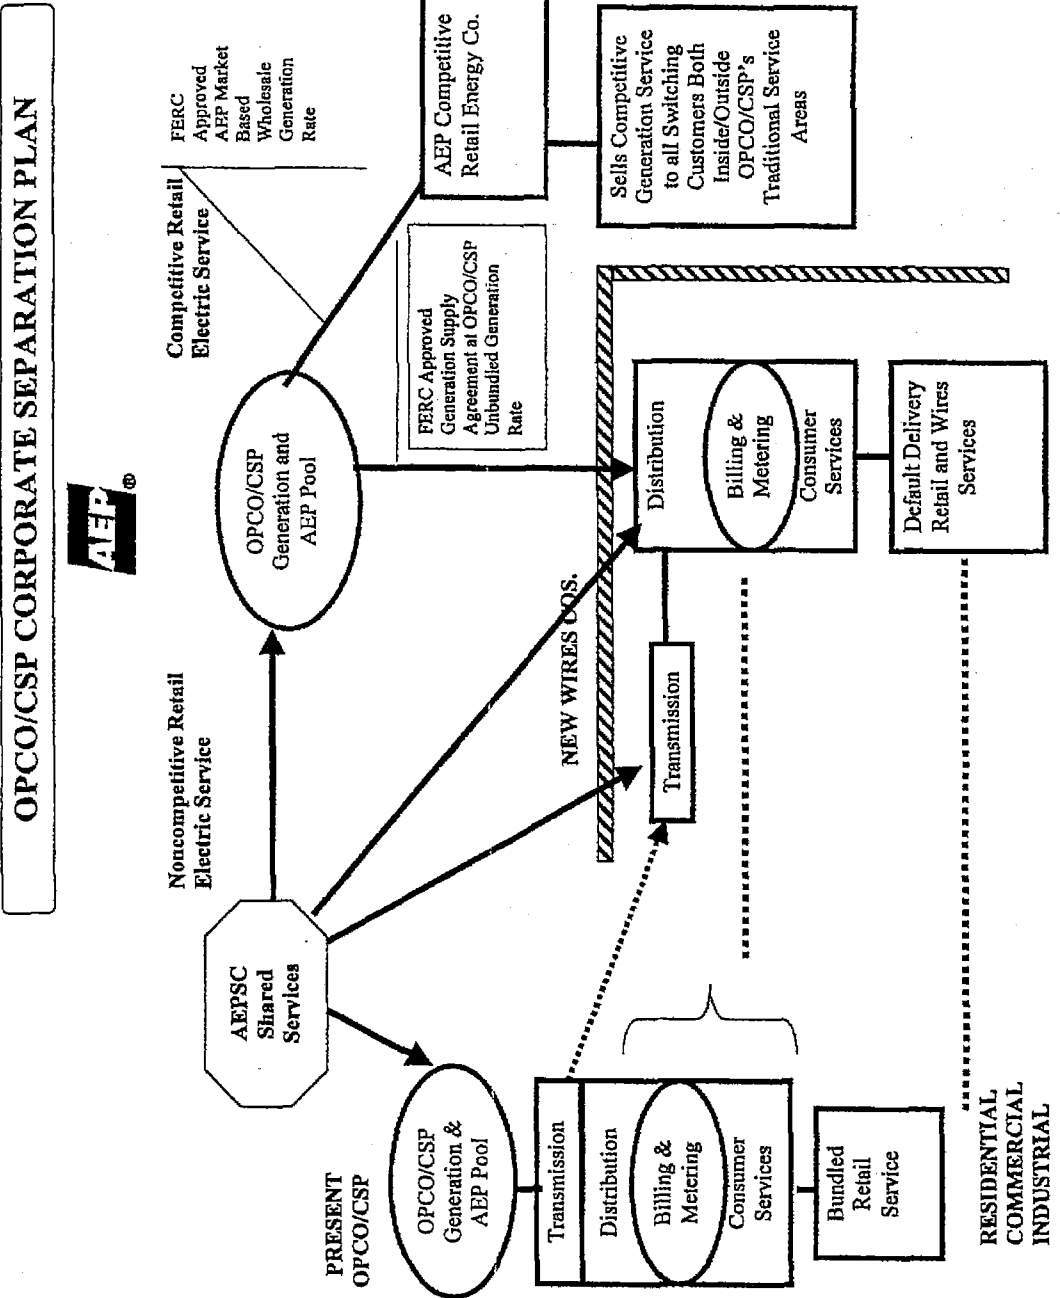 OPCO/CSP CORPORATE SEPARATION PLAN
AEP®
PRESENT
OPCO/CSP
OPCO/CSP
Generation &
AEP Pool
Transmission
Distribution
Billing &
Metering
Consumer
Services
Bundled
Retail
Service
RESIDENTIAL
COMMERCIAL
INDUSTRIAL
AEPSC
Shared
Services
Noncompetitive Retail
Electric Service
OPCO/CSP
Generation and
AEP Pool
NEW WIRES COS.
Transmission
Distribution
Billing &
Metering
Consumer
Services
Default Delivery
Retail and Wires
Services
Competitive Retail
Electric Service
FERC Approved
Generation Supply
Agreement at OPCO/CSP
Unbundled Generation
Rate
FERC
Approved
AEP Market
Based
Wholesale
Generation
Rate
AEP Competitive
Retail Energy Co.
Sells Competitive
Generation Service
to all Switching
Customers Both
Inside/Outside
OPCO/CSP's
Traditional Service
Areas